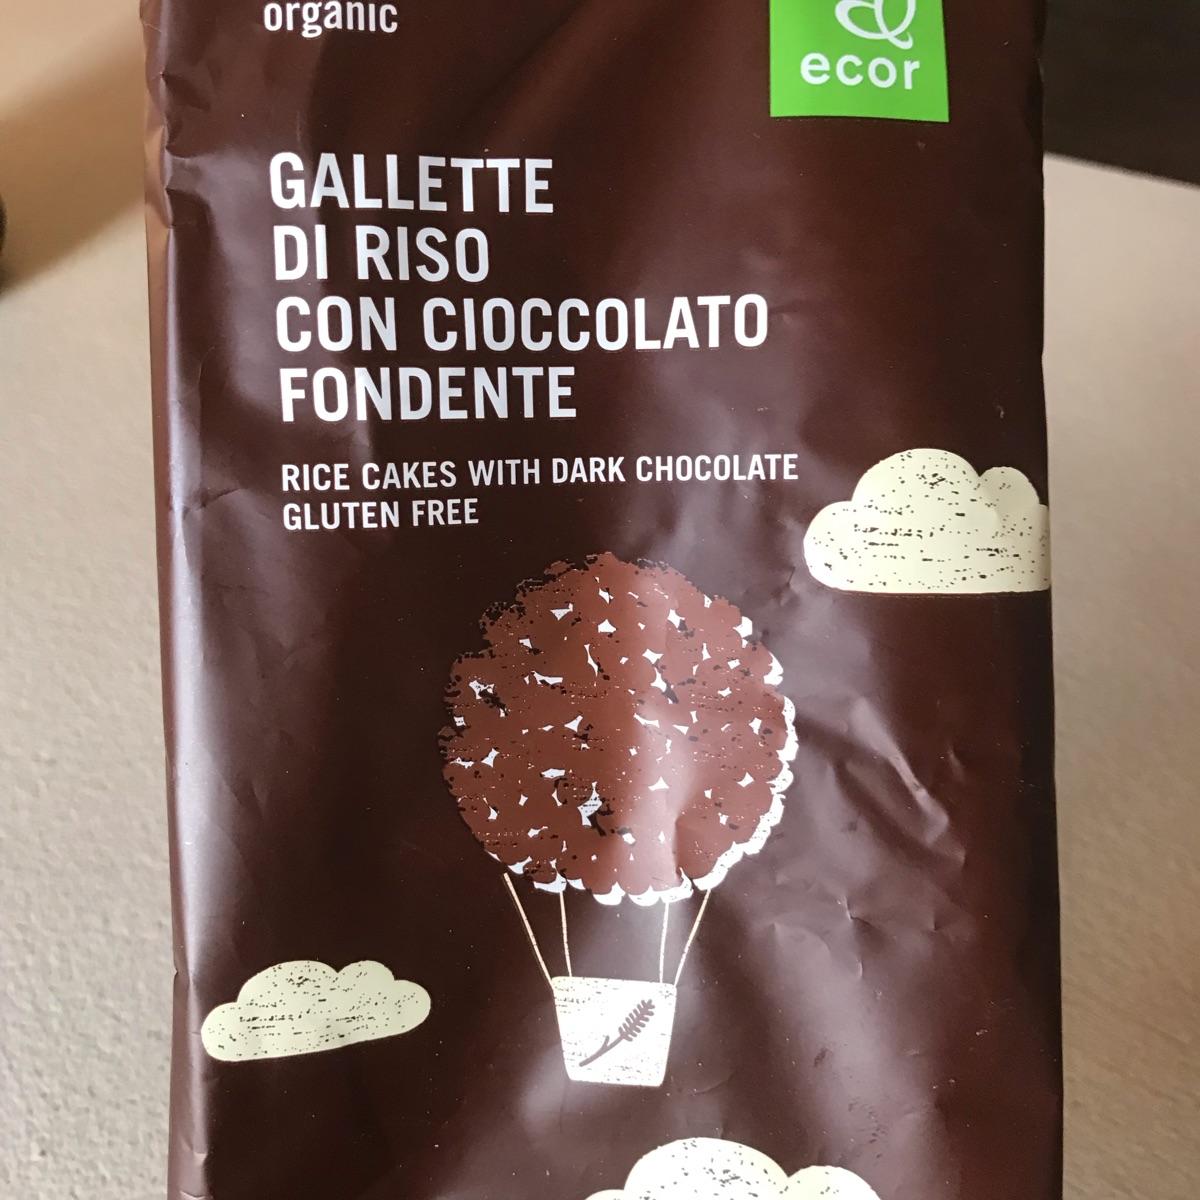 organic
ecor
GALLETTE
DI RISO
CON CIOCCOLATO
FONDENTE
RICE CAKES WITH DARK CHOCOLATE
GLUTEN FREE